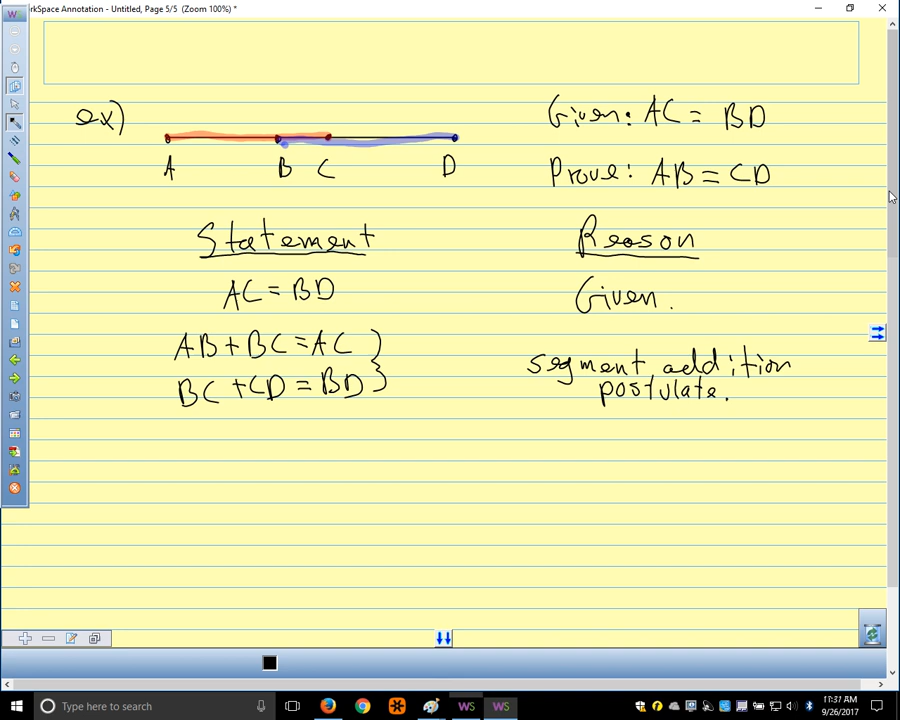 rkSpace Annotation - Untitled, Page 5/5 (Zoom 100%) *
ex)
A B C D
Given: AC = BD
Prove: AB = CD
Statement Reason
AC = BD Given.
AB + BC = AC
BC + CD = BD
segment addition
postulate.
Type here to search
WS WS
11:37 AM
9/26/2017